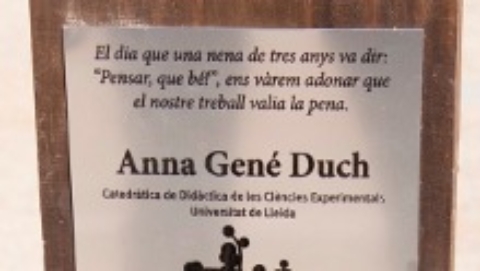 El dia que una nena de tres anys va dir:
"Pensar, que bé!", ens vàrem adonar que
el nostre treball valia la pena.
Anna Gené Duch
Catedràtica de Didàctica de les Ciències Experimentals
Universitat de Lleida